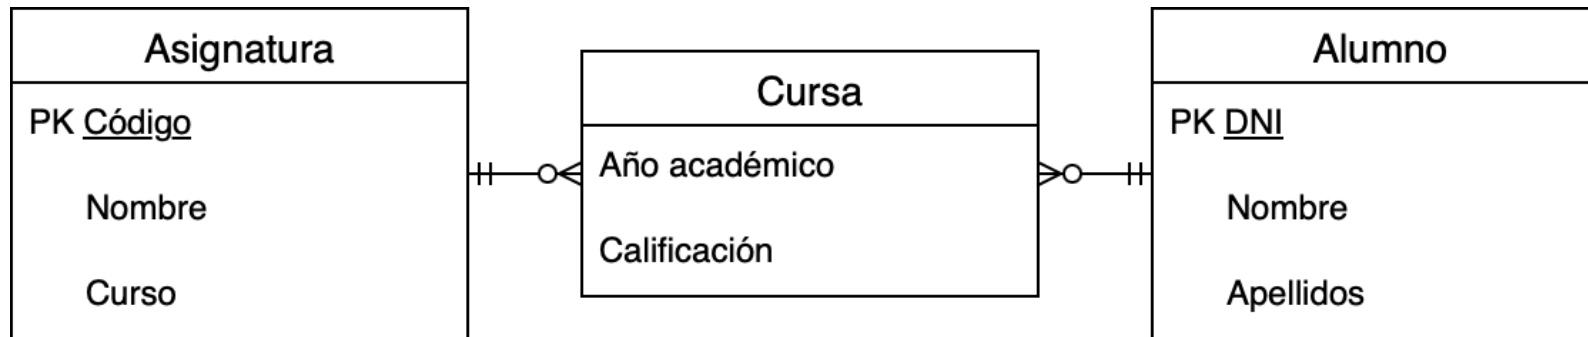 Asignatura
PK Código
Nombre
Curso
Cursa
Año académico
Calificación
Alumno
PK DNI
Nombre
Apellidos